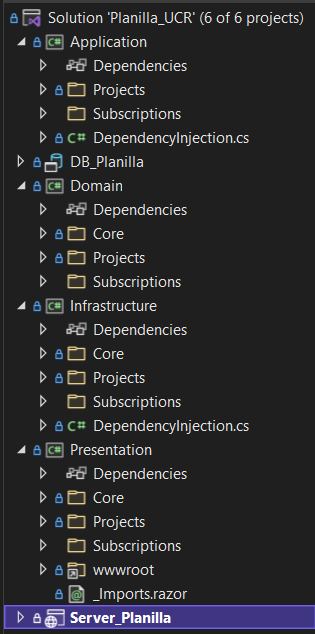 Solution 'Planilla_UCR' (6 of 6 projects)
Application
Dependencies
Projects
Subscriptions
DependencyInjection.cs
DB_Planilla
Domain
Dependencies
Core
Projects
Subscriptions
Infrastructure
Dependencies
Core
Projects
Subscriptions
DependencyInjection.cs
Presentation
Dependencies
Core
Projects
Subscriptions
wwwroot
_Imports.razor
Server_Planilla